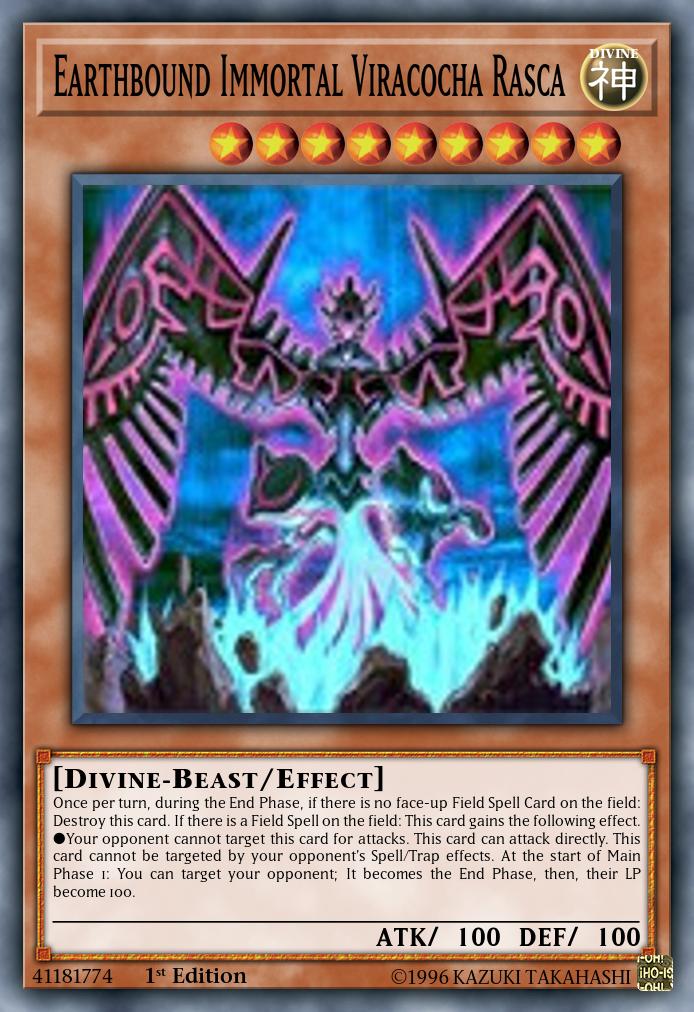 Earthbound Immortal Viracocha Rasca
DIVINE
神
[Divine-Beast/Effect]
Once per turn, during the End Phase, if there is no face-up Field Spell Card on the field:
Destroy this card. If there is a Field Spell on the field: This card gains the following effect.
●Your opponent cannot target this card for attacks. This card can attack directly. This
card cannot be targeted by your opponent's Spell/Trap effects. At the start of Main
Phase 1: You can target your opponent; It becomes the End Phase, then, their LP
become 100.
ATK/ 100 DEF/ 100
41181774 1st Edition ©1996 KAZUKI TAKAHASHI